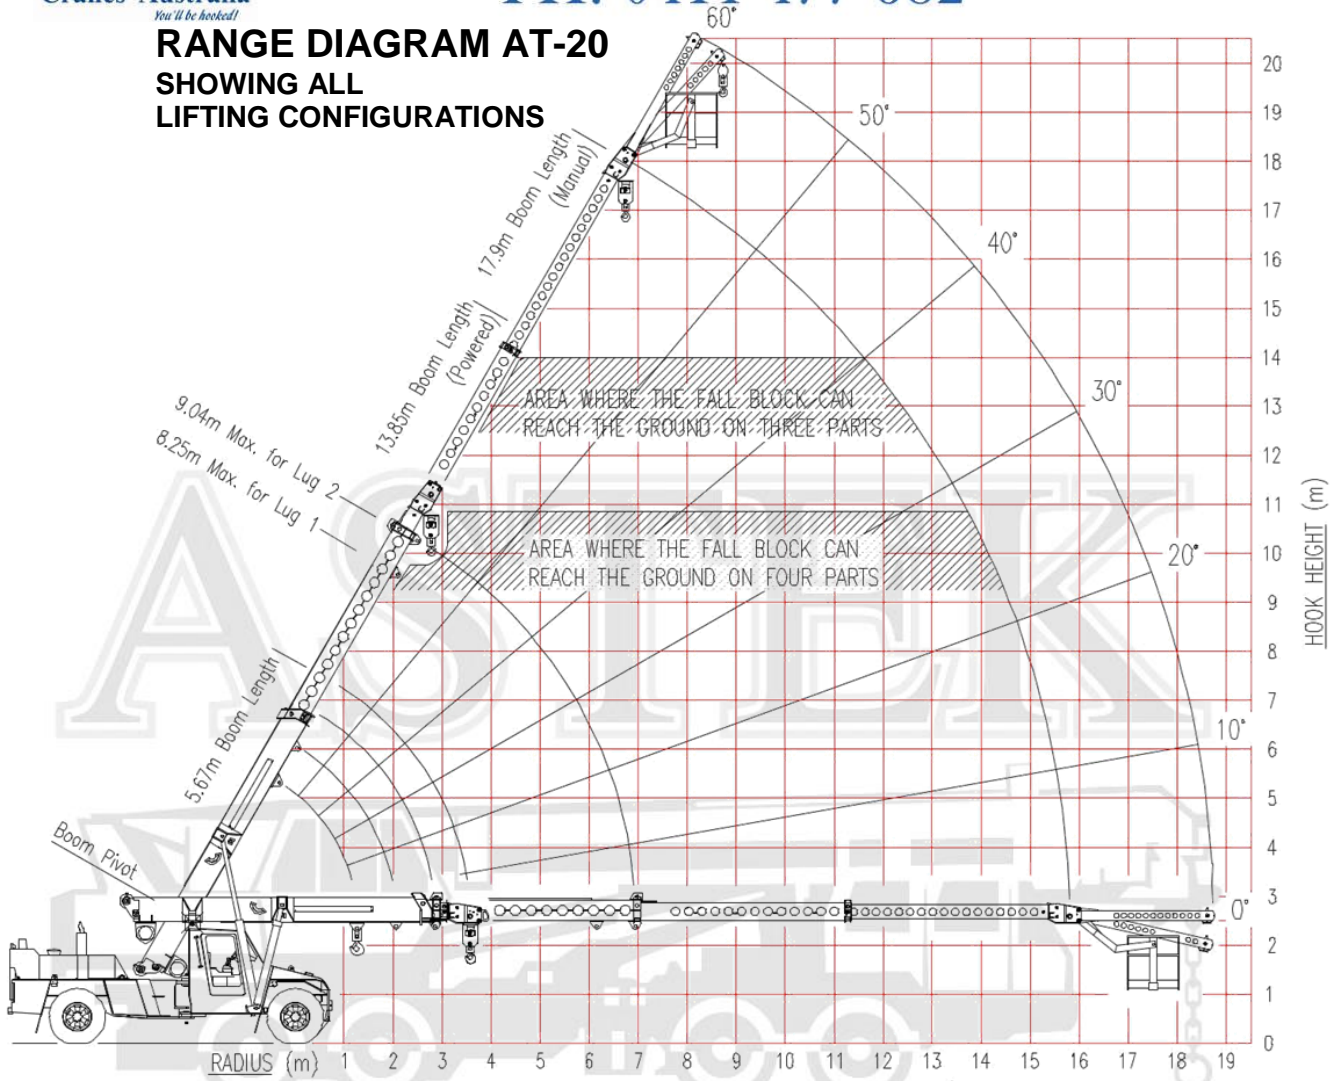 You'll be hooked!
RANGE DIAGRAM AT-20
SHOWING ALL
LIFTING CONFIGURATIONS
60°
50°
40°
30°
20°
10°
0°
17.9m Boom Length
(Manual)
13.85m Boom Length
(Powered)
9.04m Max. for Lug 2
8.25m Max. for Lug 1
5.67m Boom Length
Boom Pivot
AREA WHERE THE FALL BLOCK CAN
REACH THE GROUND ON THREE PARTS
AREA WHERE THE FALL BLOCK CAN
REACH THE GROUND ON FOUR PARTS
ASTEK
20
19
18
17
16
15
14
13
12
11
10
9
8
7
6
5
4
3
2
1
0
HOOK HEIGHT (m)
RADIUS (m) 1 2 3 4 5 6 7 8 9 10 11 12 13 14 15 16 17 18 19